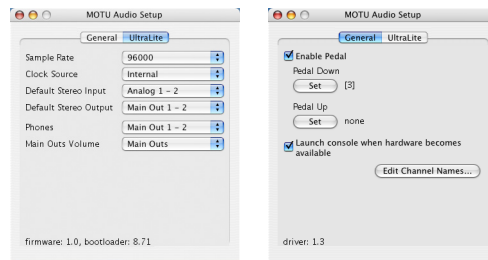 MOTU Audio Setup
General UltraLite
Sample Rate 96000
Clock Source Internal
Default Stereo Input Analog 1 – 2
Default Stereo Output Main Out 1 – 2
Phones Main Out 1 – 2
Main Outs Volume Main Outs
firmware: 1.0, bootloader: 8.71
MOTU Audio Setup
General UltraLite
Enable Pedal
Pedal Down
Set [3]
Pedal Up
Set none
Launch console when hardware becomes
available
Edit Channel Names...
driver: 1.3